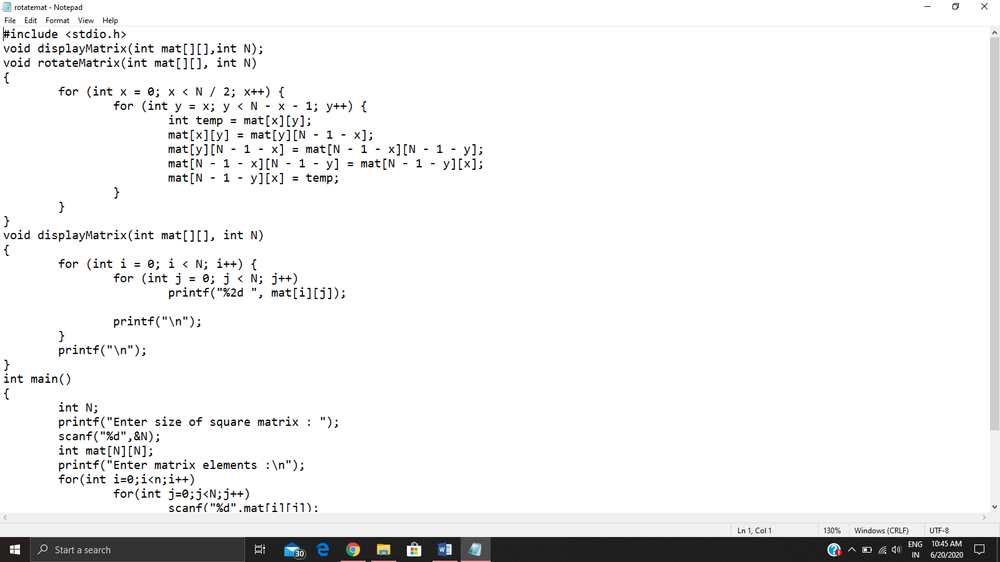 rotatemat - Notepad
File Edit Format View Help
#include <stdio.h>
void displayMatrix(int mat[][],int N);
void rotateMatrix(int mat[][], int N)
{
for (int x = 0; x < N / 2; x++) {
for (int y = x; y < N - x - 1; y++) {
int temp = mat[x][y];
mat[x][y] = mat[y][N - 1 - x];
mat[y][N - 1 - x] = mat[N - 1 - x][N - 1 - y];
mat[N - 1 - x][N - 1 - y] = mat[N - 1 - y][x];
mat[N - 1 - y][x] = temp;
}
}
}
void displayMatrix(int mat[][], int N)
{
for (int i = 0; i < N; i++) {
for (int j = 0; j < N; j++)
printf("%2d ", mat[i][j]);
printf("\n");
}
printf("\n");
}
int main()
{
int N;
printf("Enter size of square matrix : ");
scanf("%d",&N);
int mat[N][N];
printf("Enter matrix elements :\n");
for(int i=0;i<n;i++)
for(int j=0;j<N;j++)
scanf("%d",mat[i][j]);
Ln 1, Col 1 130% Windows (CRLF) UTF-8
Start a search 30 ENG 10:45 AM
IN 6/20/2020